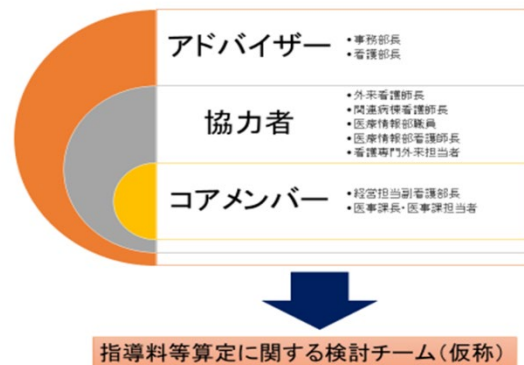 アドバイザー
•事務部長
•看護部長
協力者
•外来看護師長
•関連病棟看護師長
•医療情報部職員
•医療情報部看護師長
•看護専門外来担当者
コアメンバー
•経営担当副看護部長
•医事課長・医事課担当者
指導料等算定に関する検討チーム(仮称)